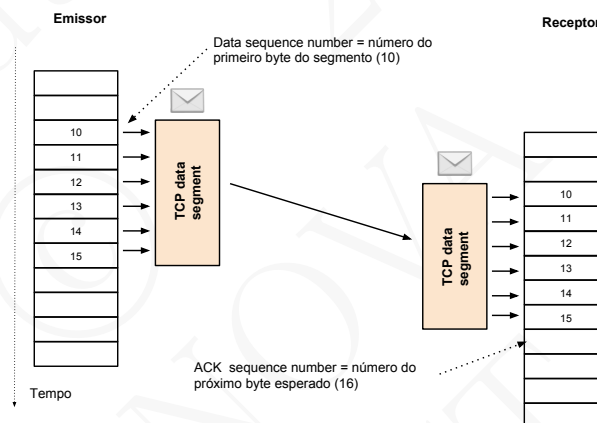 Emissor
Receptor
Data sequence number = número do
primeiro byte do segmento (10)
10
11
12
13
14
15
TCP data
segment
TCP data
segment
10
11
12
13
14
15
ACK sequence number = número do
próximo byte esperado (16)
Tempo
NOVA